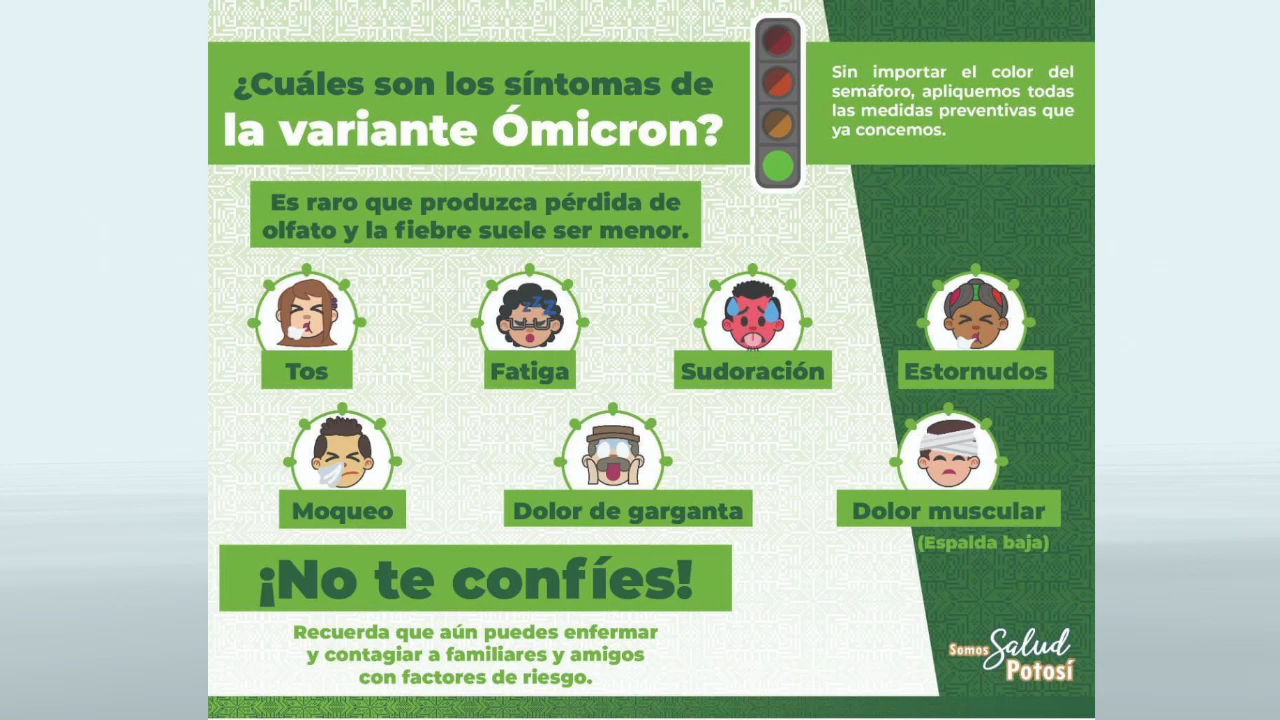 ¿Cuáles son los síntomas de
la variante Ómicron?
Sin importar el color del
semáforo, apliquemos todas
las medidas preventivas que
ya concemos.
Es raro que produzca pérdida de
olfato y la fiebre suele ser menor.
zzz
Tos
Fatiga
Sudoración
Estornudos
Moqueo
Dolor de garganta
Dolor muscular
(Espalda baja)
¡No te confíes!
Recuerda que aún puedes enfermar
y contagiar a familiares y amigos
con factores de riesgo.
Somos Salud
Potosí